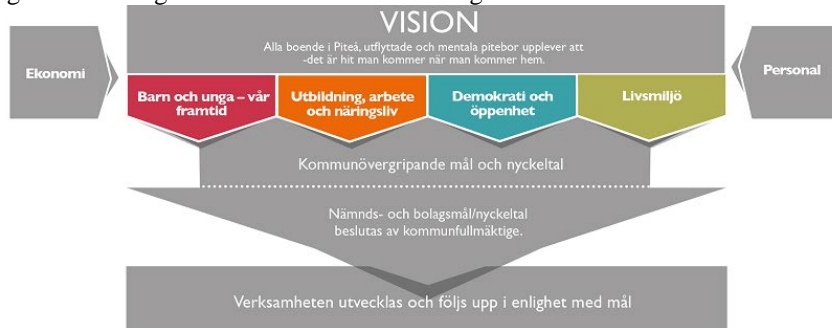 VISION
Alla boende i Piteå, utflyttade och mentala pitebor upplever att
-det är hit man kommer när man kommer hem.
Ekonomi
Personal
Barn och unga – vår
framtid
Utbildning, arbete
och näringsliv
Demokrati och
öppenhet
Livsmiljö
Kommunövergripande mål och nyckeltal
Nämnds- och bolagsmål/nyckeltal
beslutas av kommunfullmäktige.
Verksamheten utvecklas och följs upp i enlighet med mål